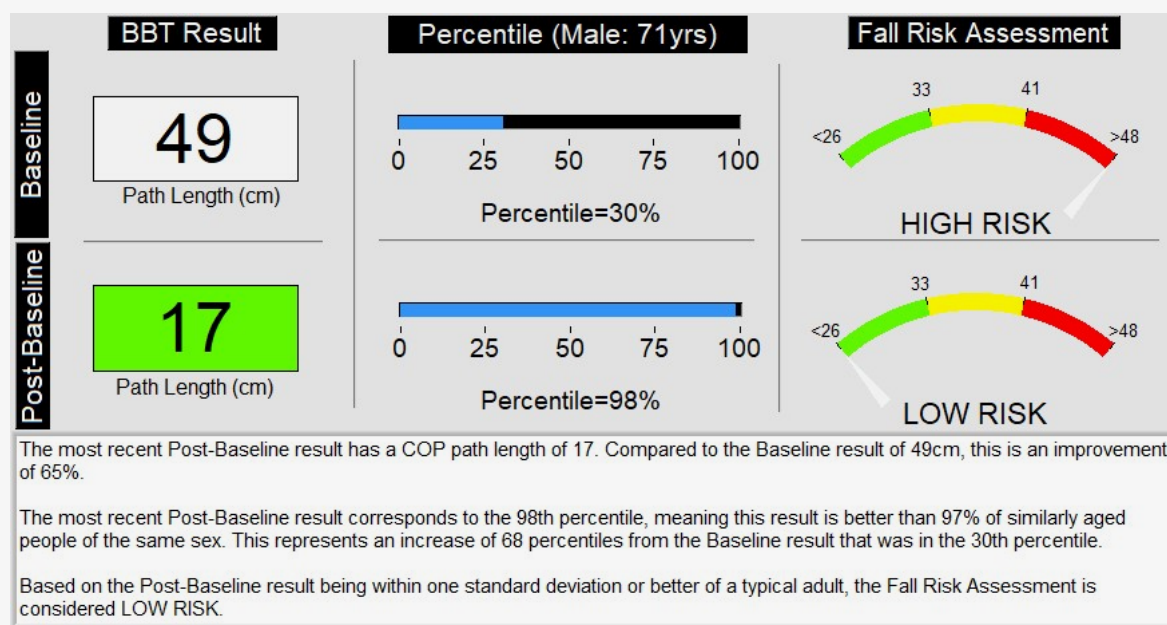 BBT Result
Percentile (Male: 71yrs)
Fall Risk Assessment
Baseline
49
Path Length (cm)
0 25 50 75 100
Percentile=30%
<26 33 41 >48
HIGH RISK
Post-Baseline
17
Path Length (cm)
0 25 50 75 100
Percentile=98%
<26 33 41 >48
LOW RISK
The most recent Post-Baseline result has a COP path length of 17. Compared to the Baseline result of 49cm, this is an improvement
of 65%.
The most recent Post-Baseline result corresponds to the 98th percentile, meaning this result is better than 97% of similarly aged
people of the same sex. This represents an increase of 68 percentiles from the Baseline result that was in the 30th percentile.
Based on the Post-Baseline result being within one standard deviation or better of a typical adult, the Fall Risk Assessment is
considered LOW RISK.